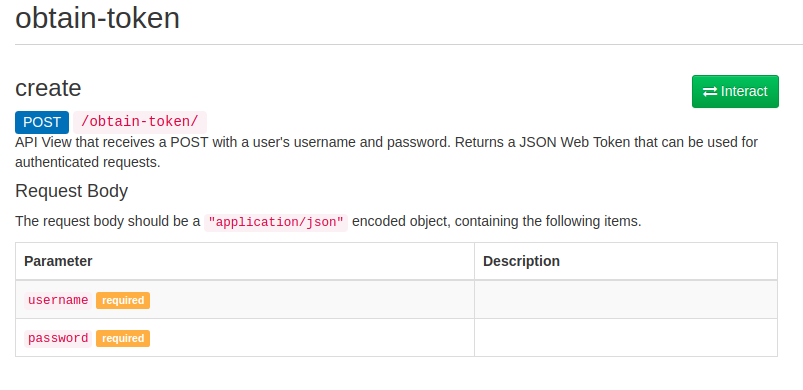 obtain-token
create
Interact
POST /obtain-token/
API View that receives a POST with a user's username and password. Returns a JSON Web Token that can be used for
authenticated requests.
Request Body
The request body should be a "application/json" encoded object, containing the following items.
Parameter Description
username required
password required